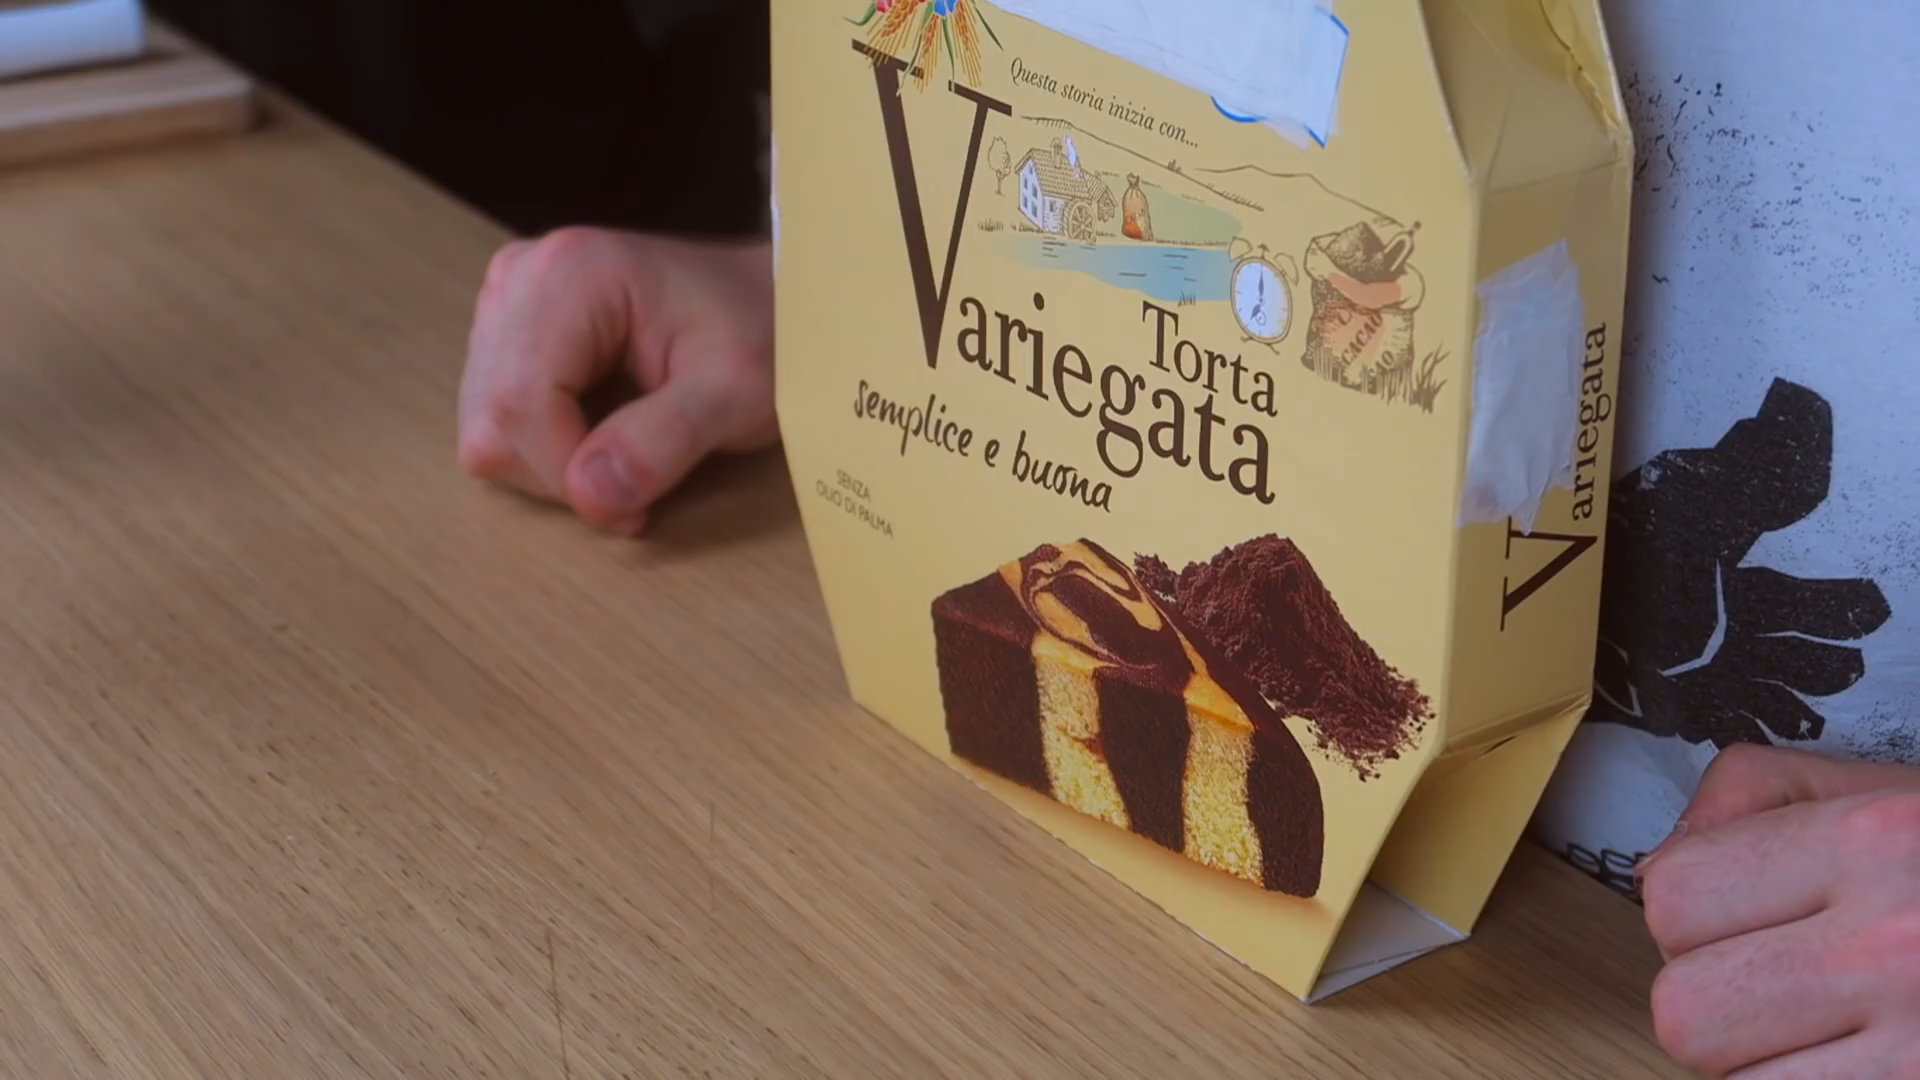 Questa storia inizia con...
Torta
Variegata
semplice e buona
SENZA
OLIO DI PALMA
CACAO
Variegata